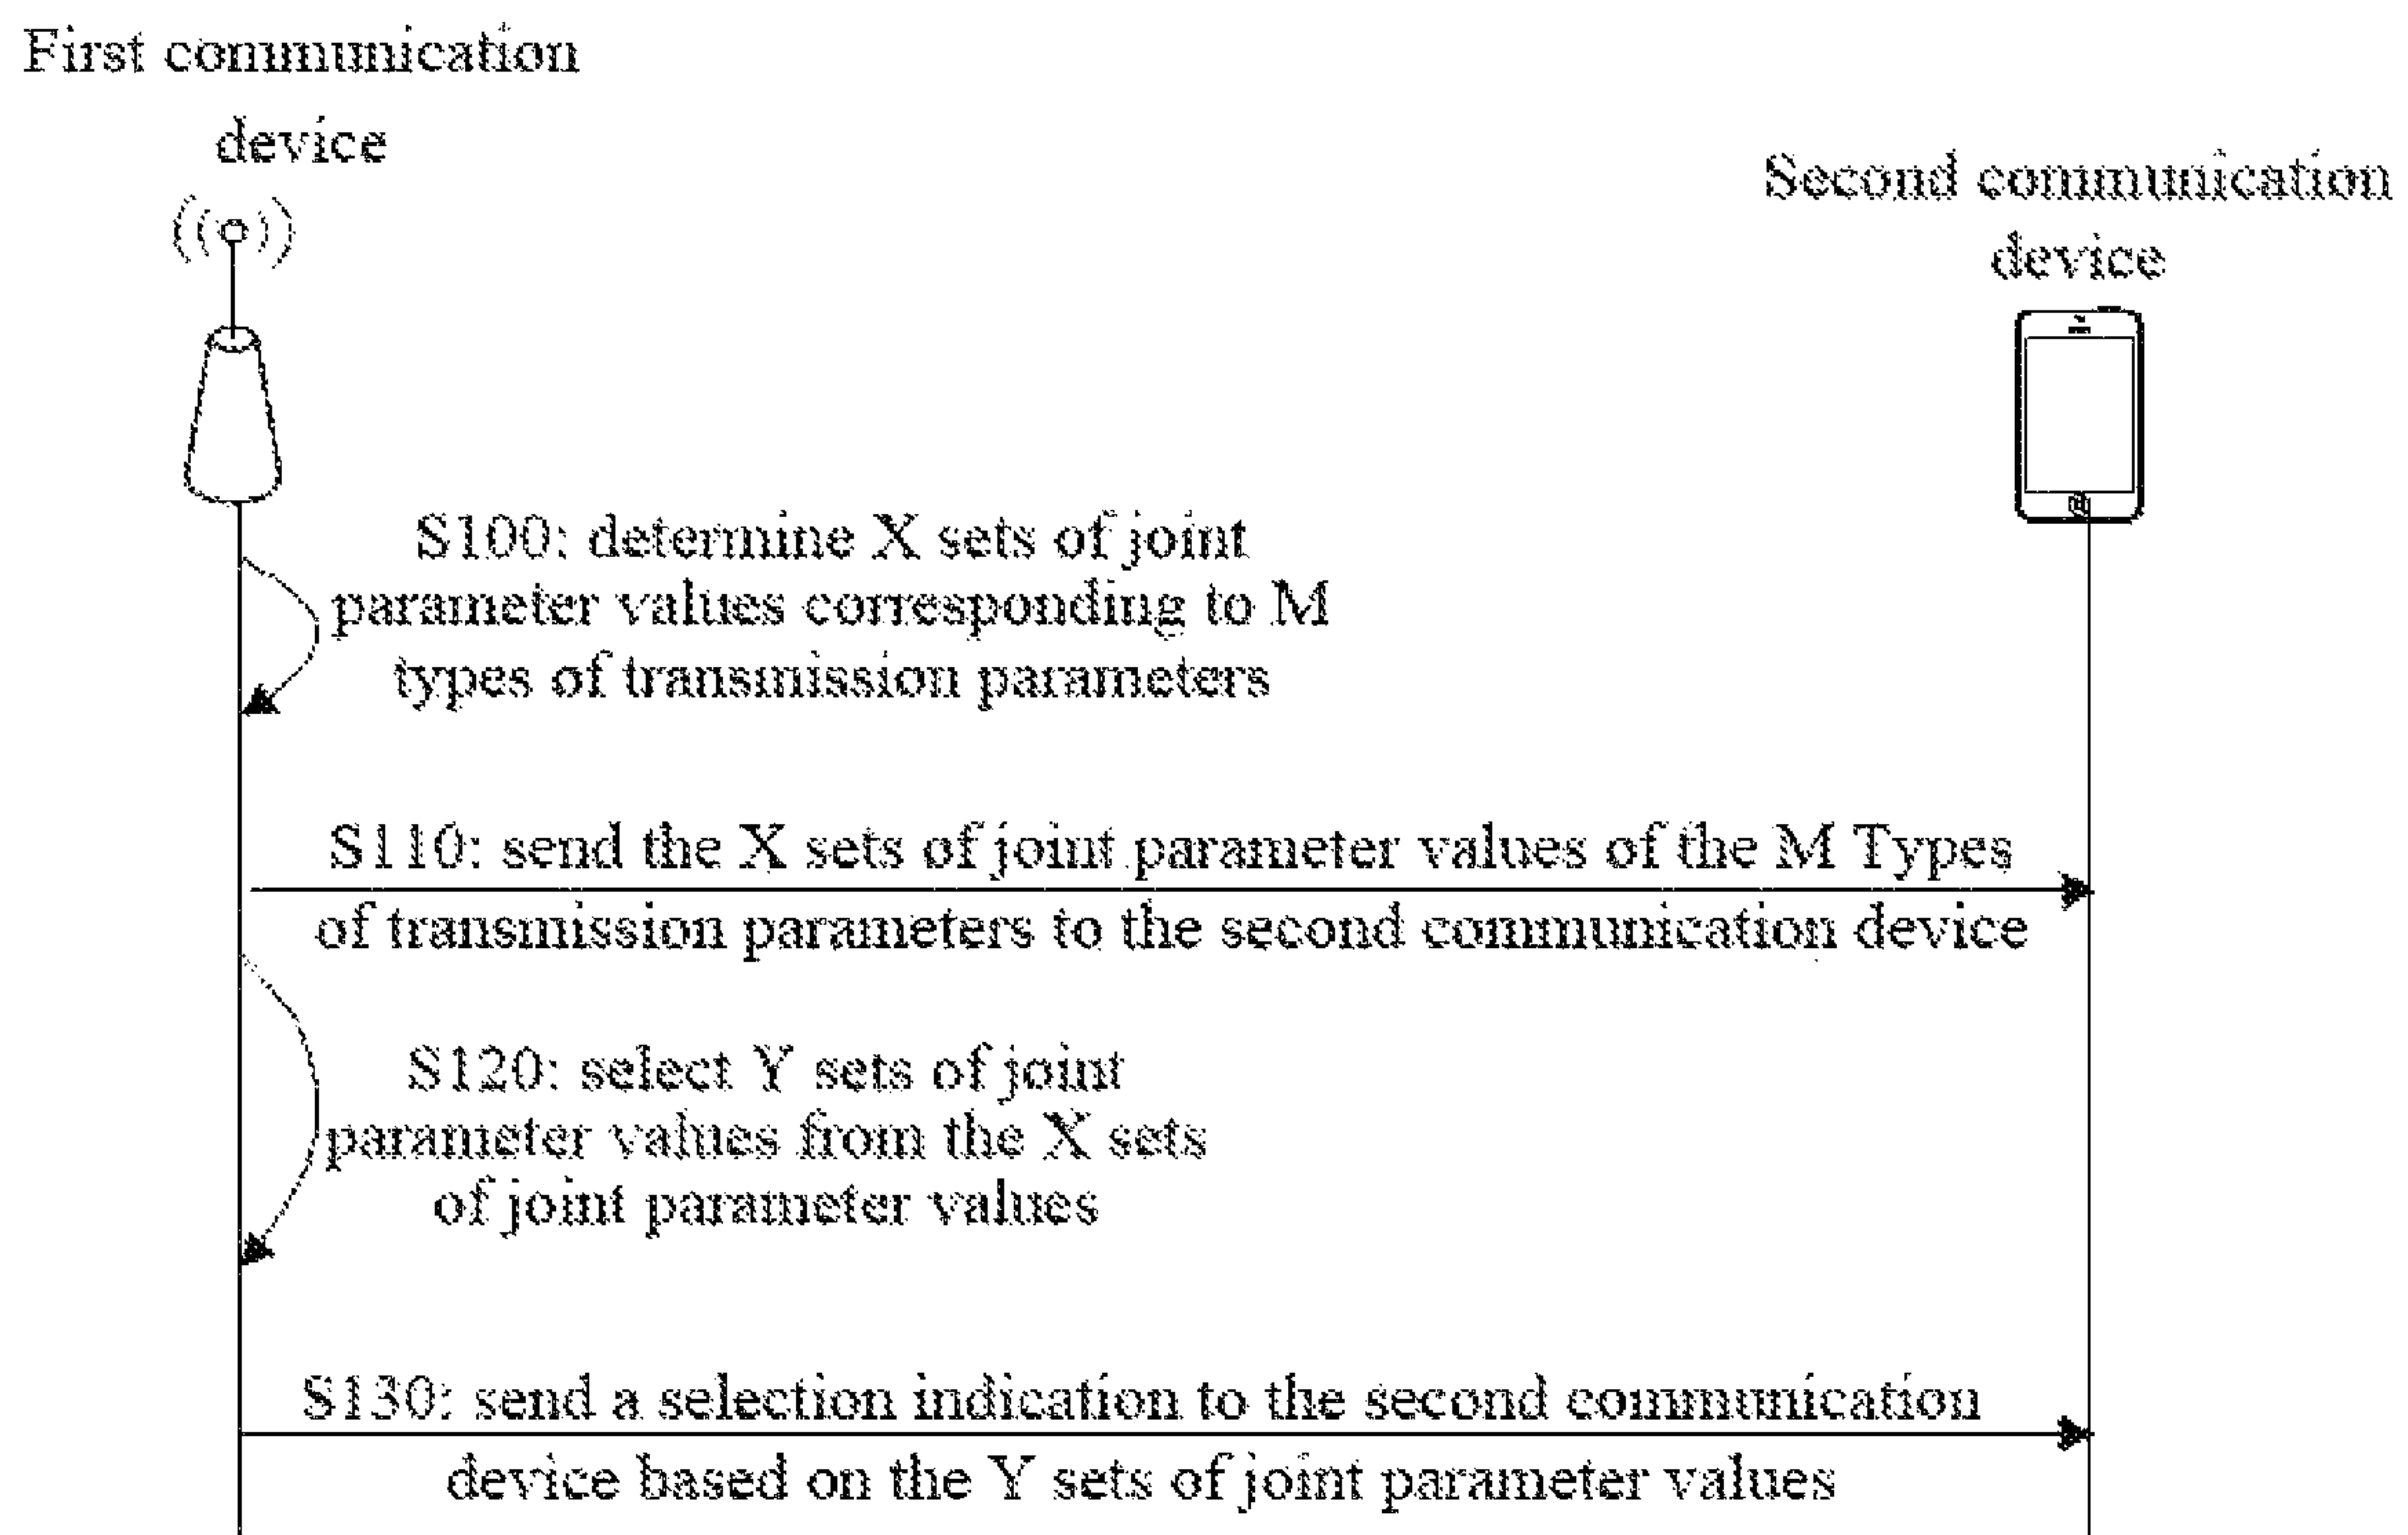 First communication
device
Second communication
device
S100: determine X sets of joint
parameter values corresponding to M
types of transmission parameters
S110: send the X sets of joint parameter values of the M Types
of transmission parameters to the second communication device
S120: select Y sets of joint
parameter values from the X sets
of joint parameter values
S130: send a selection indication to the second communication
device based on the Y sets of joint parameter values